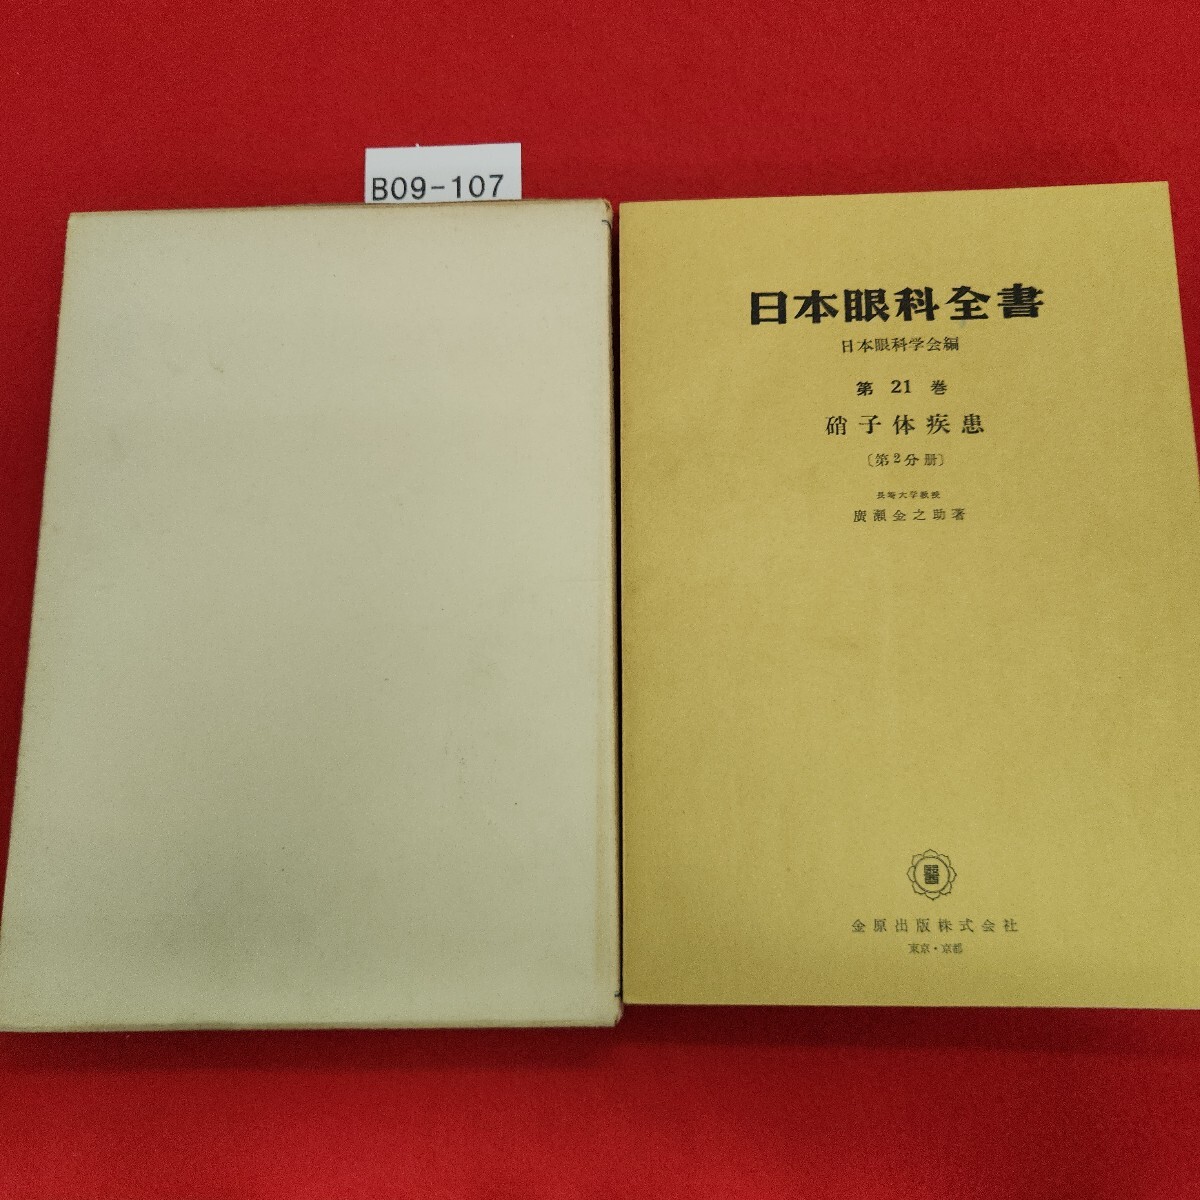 B09-107
日本眼科全書
日本眼科学会編
第 21 巻
硝子体疾患
〔第2分册〕
長崎大学教授
廣瀬金之助著
醫
金原出版株式会社
東京・京都